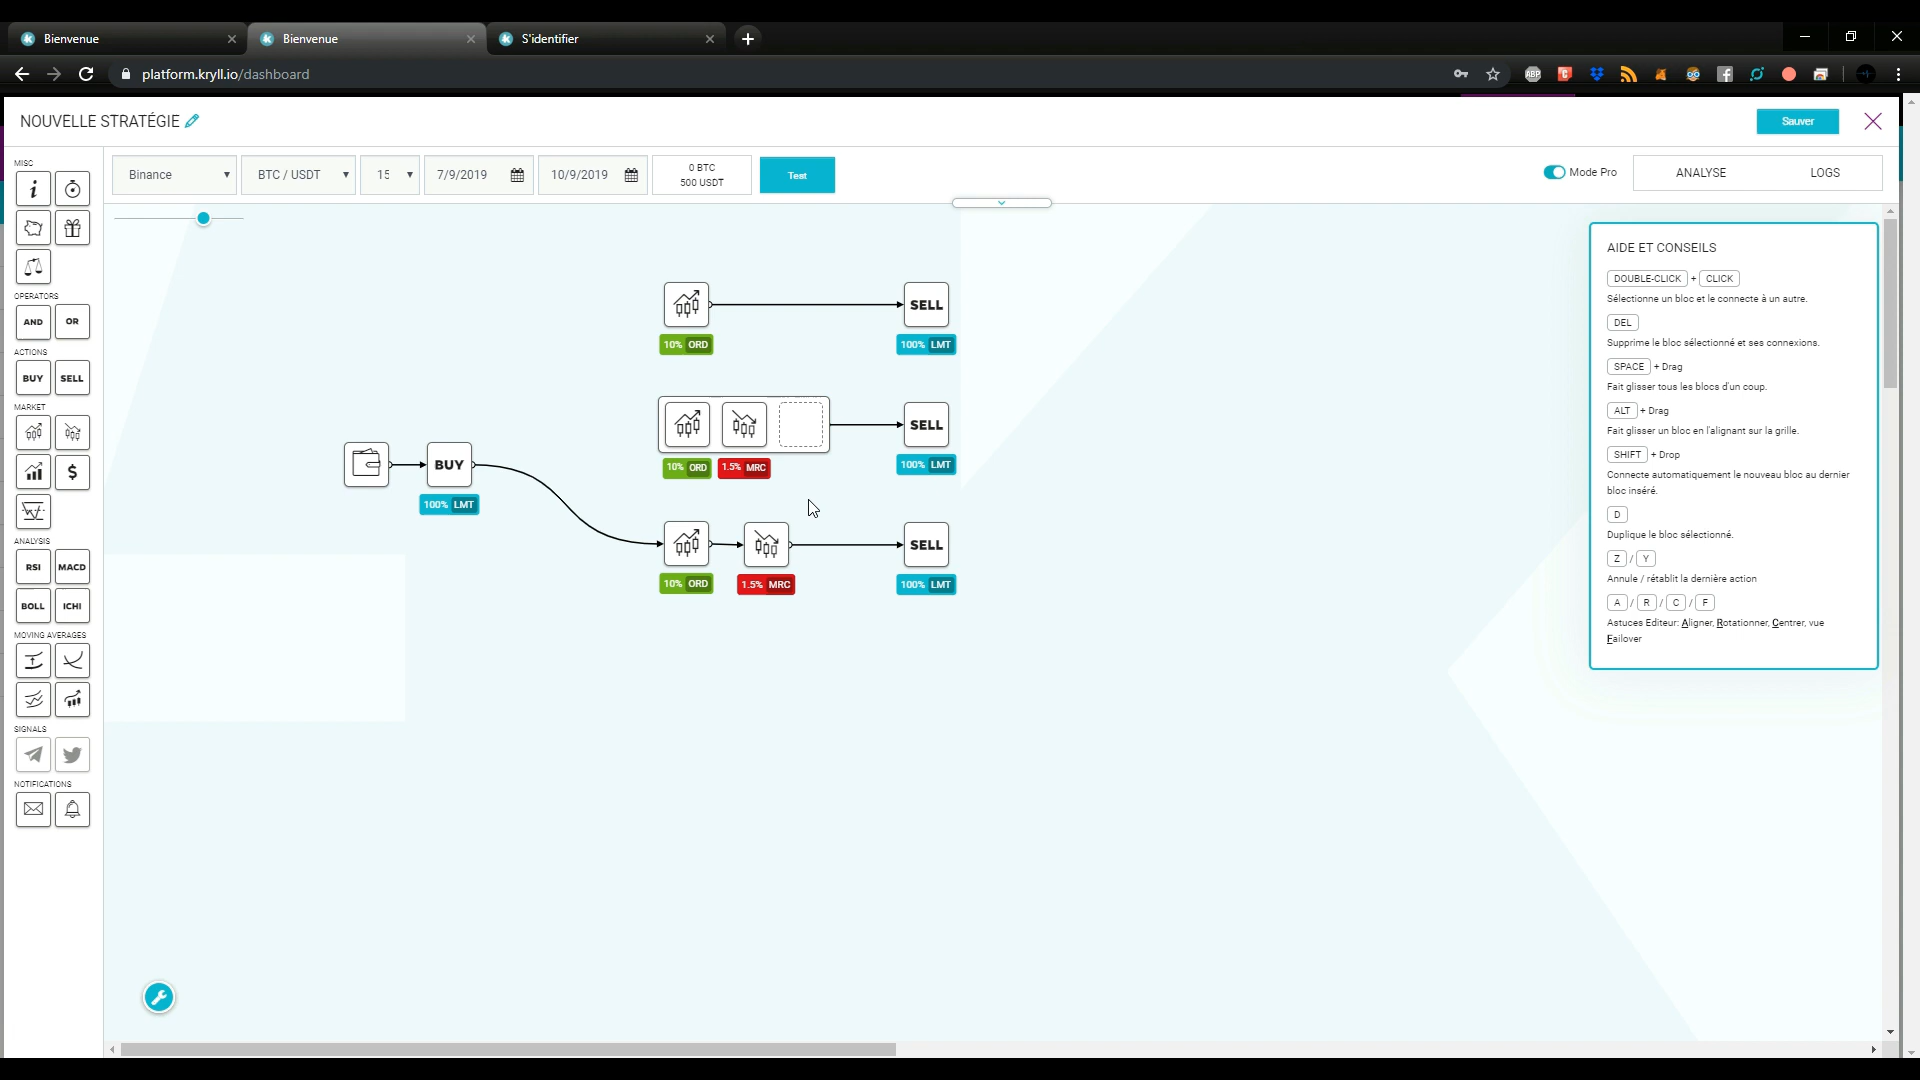 Bienvenue
Bienvenue
S'identifier
platform.kryll.io/dashboard
ABP
NOUVELLE STRATÉGIE
Sauver
Binance
BTC / USDT
15
7/9/2019
10/9/2019
0 BTC
500 USDT
Test
Mode Pro
ANALYSE
LOGS
MISC
i
OPERATORS
AND
OR
ACTIONS
BUY
SELL
MARKET
$
ANALYSIS
RSI
MACD
BOLL
ICHI
MOVING AVERAGES
SIGNALS
NOTIFICATIONS
SELL
10% ORD
100% LMT
SELL
10% ORD
1.5% MRC
100% LMT
BUY
100% LMT
SELL
10% ORD
1.5% MRC
100% LMT
AIDE ET CONSEILS
DOUBLE-CLICK + CLICK
Sélectionne un bloc et le connecte à un autre.
DEL
Supprime le bloc sélectionné et ses connexions.
SPACE + Drag
Fait glisser tous les blocs d'un coup.
ALT + Drag
Fait glisser un bloc en l'alignant sur la grille.
SHIFT + Drop
Connecte automatiquement le nouveau bloc au dernier
bloc inséré.
D
Duplique le bloc sélectionné.
Z / Y
Annule / rétablit la dernière action
A / R / C / F
Astuces Editeur: Aligner, Rotationner, Centrer, vue
Failover